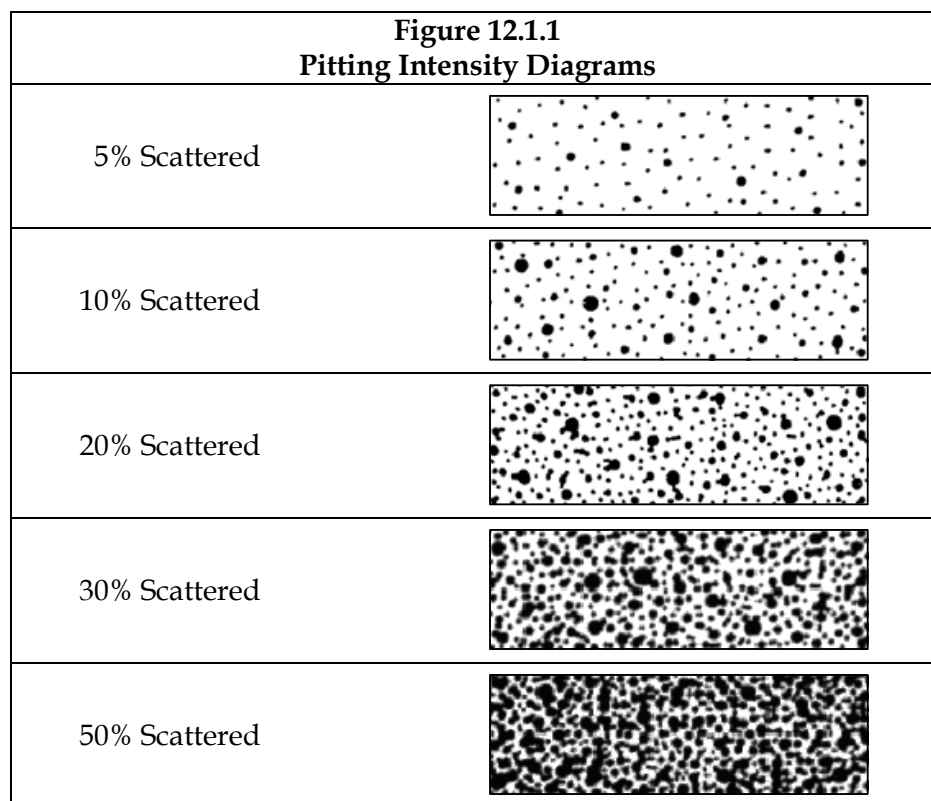 Figure 12.1.1
Pitting Intensity Diagrams
5% Scattered
10% Scattered
20% Scattered
30% Scattered
50% Scattered